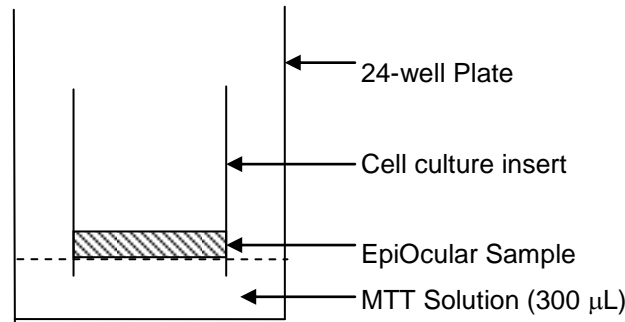 24-well Plate
Cell culture insert
EpiOcular Sample
MTT Solution (300 μL)